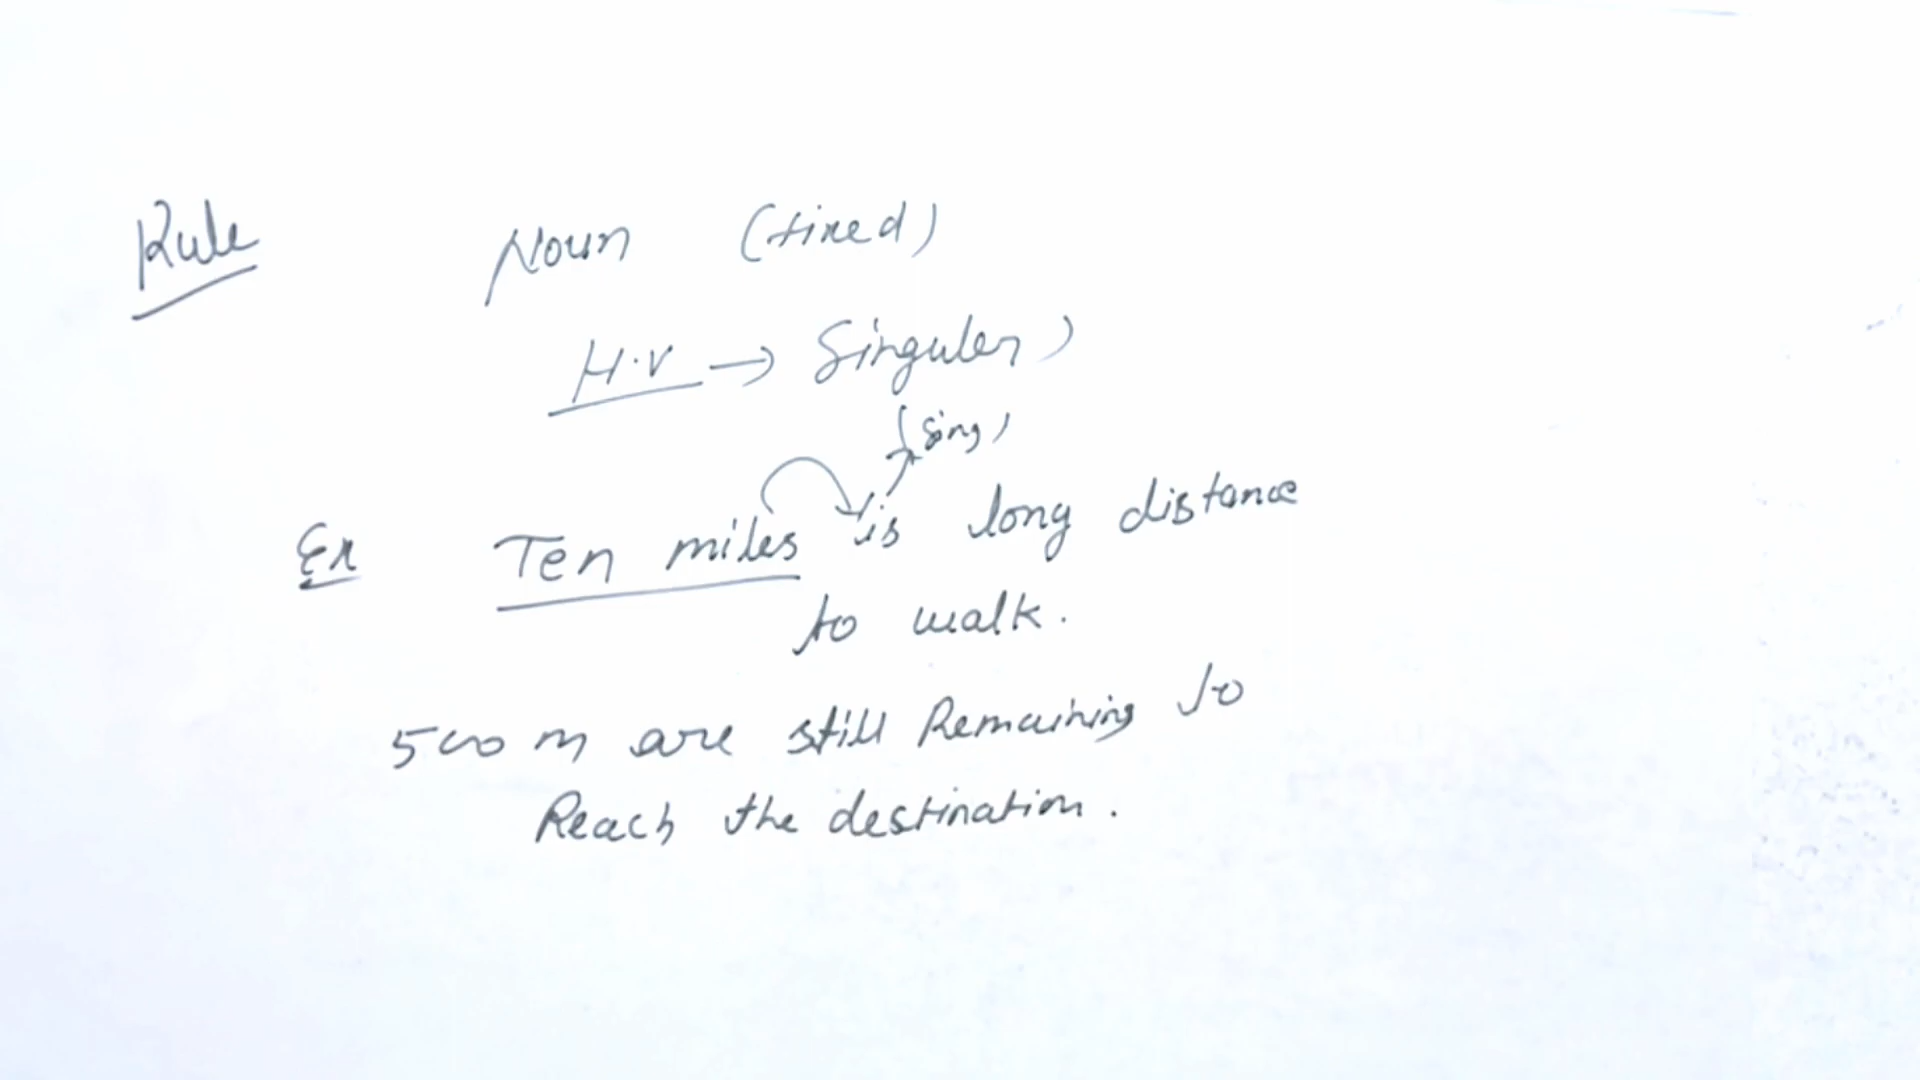 Rule Noun (fixed)
H.V → Singular)
(sing)
Ex Ten miles is long distance
to walk.
500 m are still Remaining to
Reach the destination.